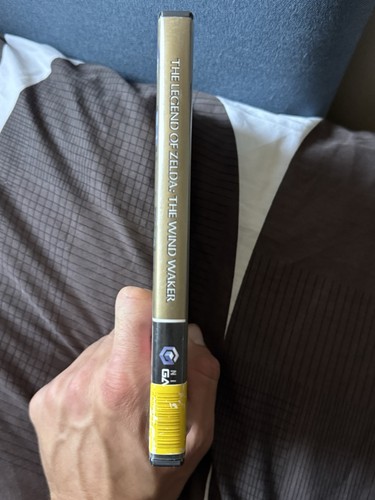 THE LEGEND OF ZELDA: THE WIND WAKER